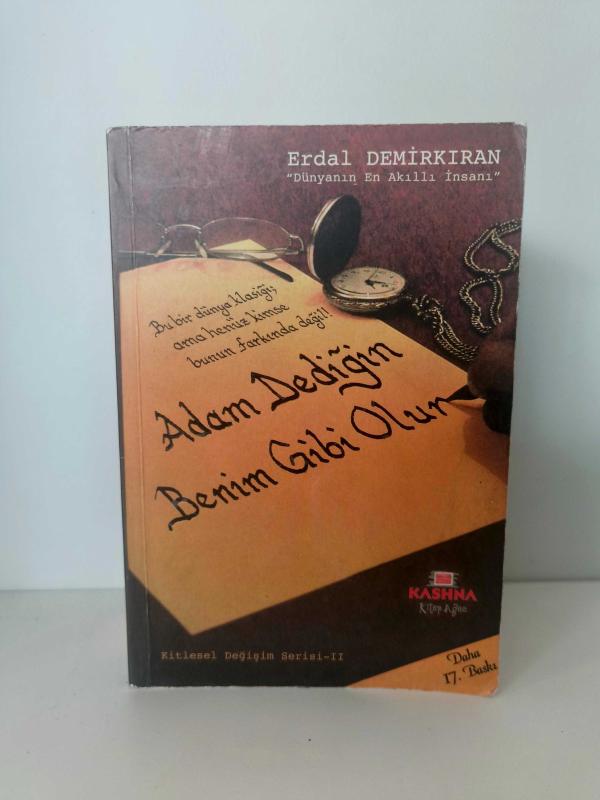 Erdal DEMİRKIRAN
"Dünyanın En Akıllı İnsanı"
Bu bir dünya klasiği;
ama henüz kimse
bunun farkında değil!
Adam Dediğin
Benim Gibi Olur
KASHNA
Kitap Ağacı
Kitlesel Değişim Serisi-II
Daha
17. Baskı